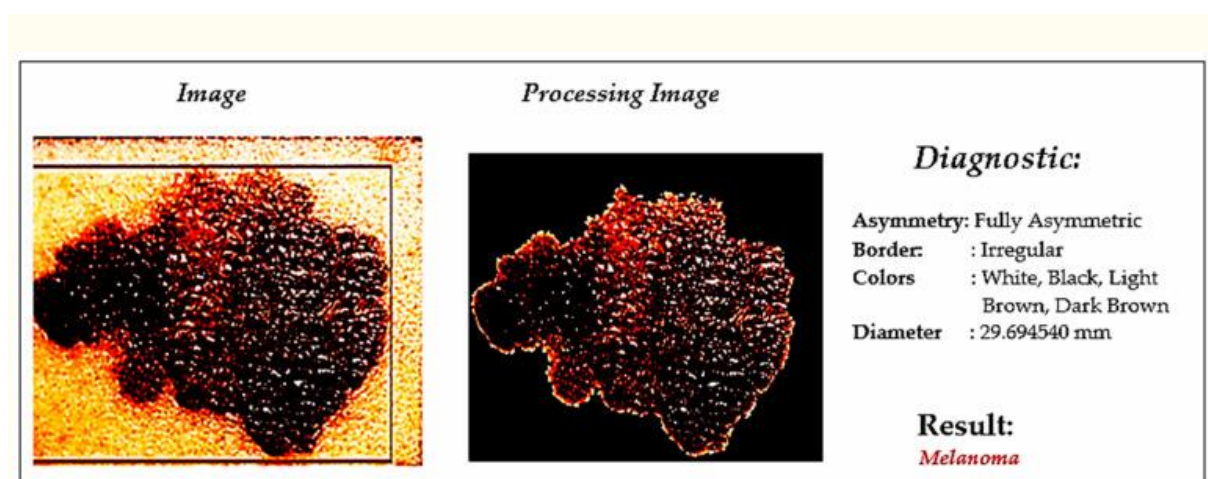 Image
Processing Image
Diagnostic:
Asymmetry: Fully Asymmetric
Border: : Irregular
Colors : White, Black, Light
Brown, Dark Brown
Diameter : 29.694540 mm
Result:
Melanoma